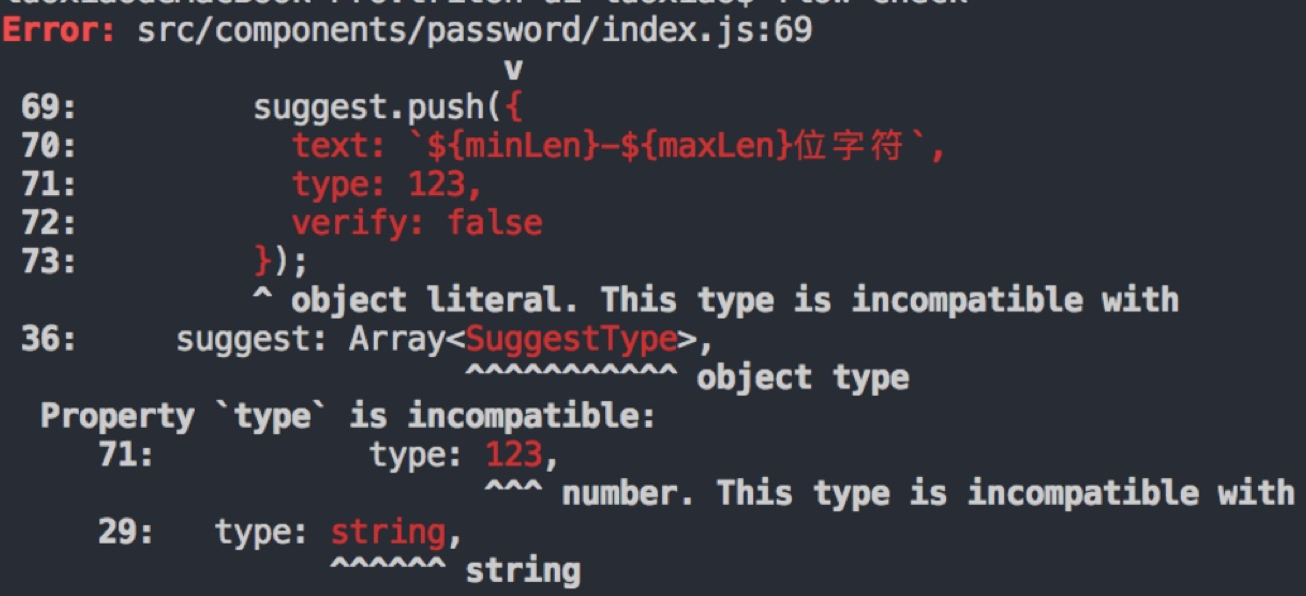 Error: src/components/password/index.js:69
v
69: suggest.push({
70: text: `${minLen}-${maxLen}位字符`,
71: type: 123,
72: verify: false
73: });
^ object literal. This type is incompatible with
36: suggest: Array<SuggestType>,
^^^^^^^^^^^ object type
Property `type` is incompatible:
71: type: 123,
^^^ number. This type is incompatible with
29: type: string,
^^^^^^ string